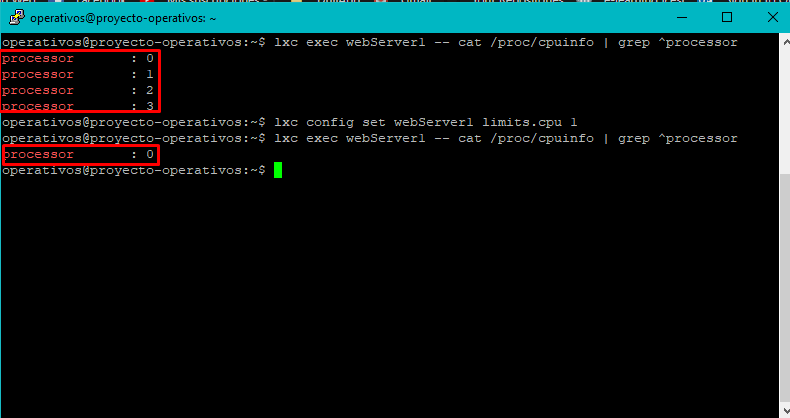 operativos@proyecto-operativos: ~
operativos@proyecto-operativos:~$ lxc exec webServer1 -- cat /proc/cpuinfo | grep ^processor
processor       : 0
processor       : 1
processor       : 2
processor       : 3
operativos@proyecto-operativos:~$ lxc config set webServer1 limits.cpu 1
operativos@proyecto-operativos:~$ lxc exec webServer1 -- cat /proc/cpuinfo | grep ^processor
processor       : 0
operativos@proyecto-operativos:~$